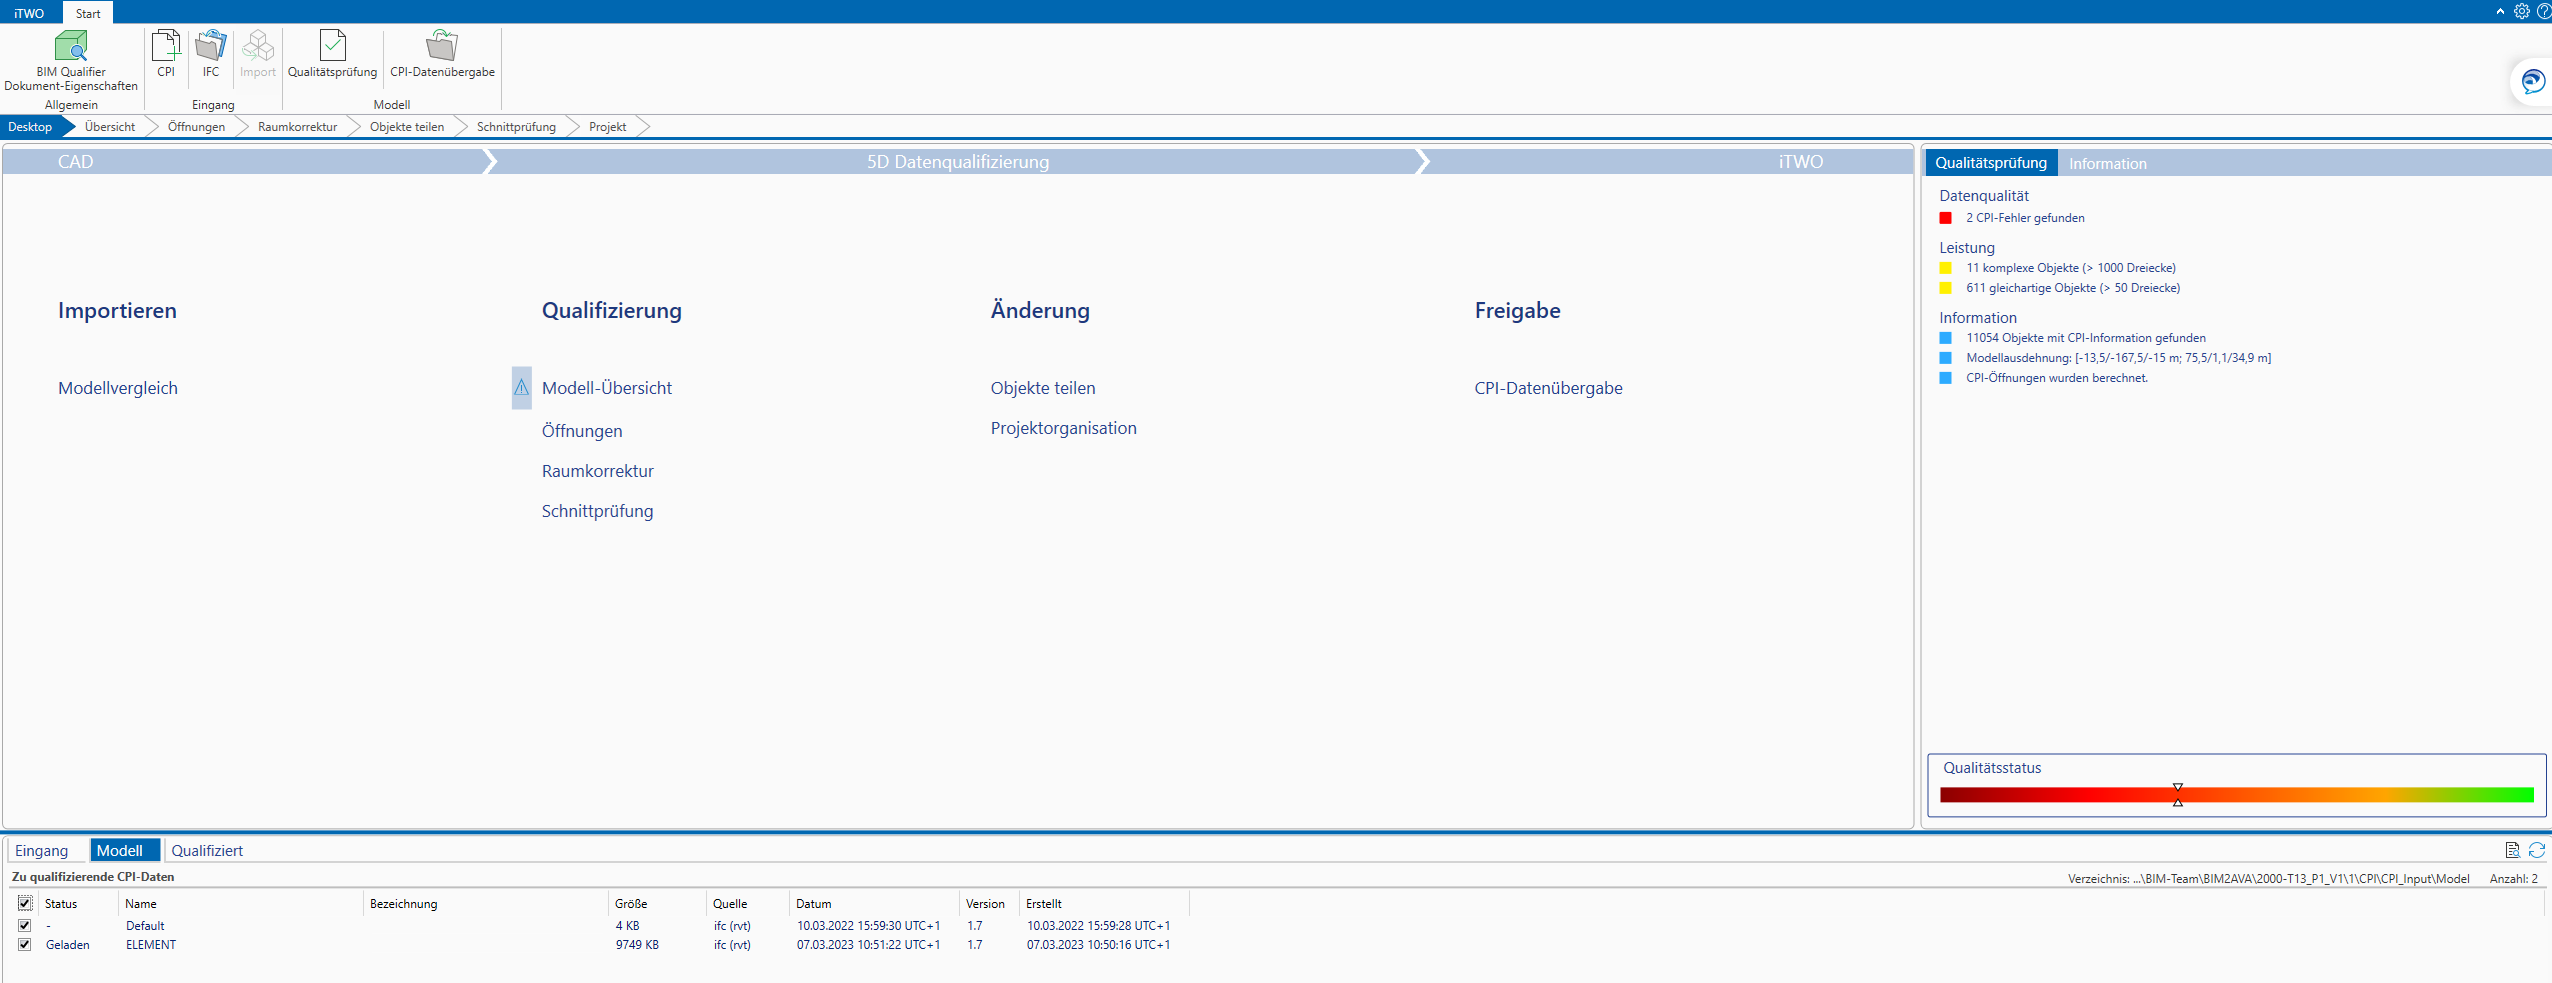 iTWO Start
BIM Qualifier
Dokument-Eigenschaften
CPI IFC Import Qualitätsprüfung CPI-Datenübergabe
Allgemein Eingang Modell
Desktop Übersicht Öffnungen Raumkorrektur Objekte teilen Schnittprüfung Projekt
CAD 5D Datenqualifizierung iTWO
Importieren Qualifizierung Änderung Freigabe
Modellvergleich Modell-Übersicht Objekte teilen CPI-Datenübergabe
Öffnungen Projektorganisation
Raumkorrektur
Schnittprüfung
Qualitätsprüfung Information
Datenqualität
2 CPI-Fehler gefunden
Leistung
11 komplexe Objekte (> 1000 Dreiecke)
611 gleichartige Objekte (> 50 Dreiecke)
Information
11054 Objekte mit CPI-Information gefunden
Modellausdehnung: [-13,5/-167,5/-15 m; 75,5/1,1/34,9 m]
CPI-Öffnungen wurden berechnet.
Qualitätsstatus
Eingang Modell Qualifiziert
Zu qualifizierende CPI-Daten Verzeichnis: ...\BIM-Team\BIM2AVA\2000-T13_P1_V1\1\CPI\CPI_Input\Model Anzahl: 2
Status Name Bezeichnung Größe Quelle Datum Version Erstellt
- Default 4 KB ifc (rvt) 10.03.2022 15:59:30 UTC+1 1.7 10.03.2022 15:59:28 UTC+1
Geladen ELEMENT 9749 KB ifc (rvt) 07.03.2023 10:51:22 UTC+1 1.7 07.03.2023 10:50:16 UTC+1